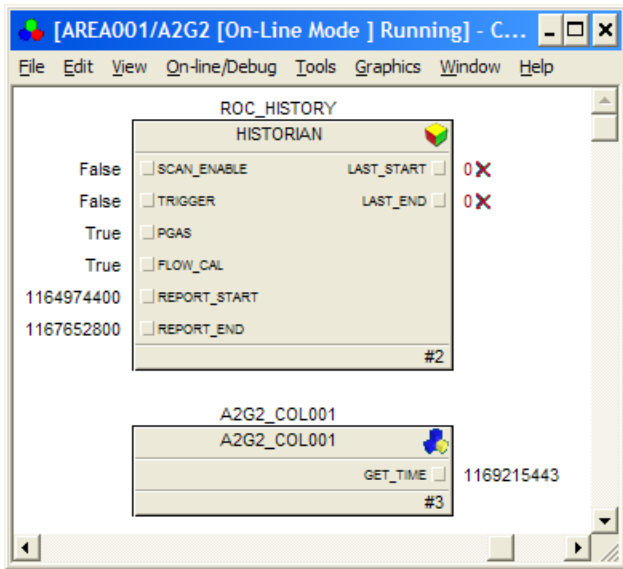 [AREA001/A2G2 [On-Line Mode ] Running] - C...
File Edit View On-line/Debug Tools Graphics Window Help
ROC_HISTORY
HISTORIAN
False SCAN_ENABLE LAST_START 0
False TRIGGER LAST_END 0
True PGAS
True FLOW_CAL
1164974400 REPORT_START
1167652800 REPORT_END
#2
A2G2_COL001
A2G2_COL001
GET_TIME 1169215443
#3